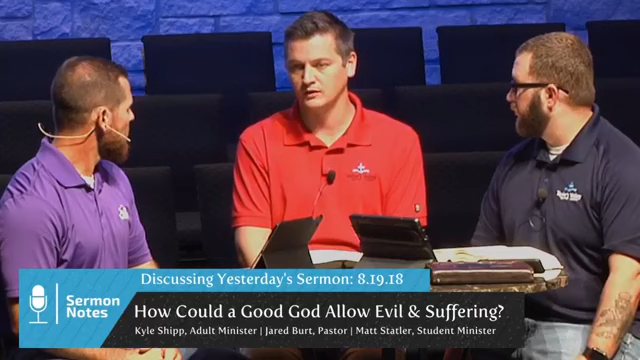 Discussing Yesterday's Sermon: 8.19.18
Sermon
Notes
How Could a Good God Allow Evil & Suffering?
Kyle Shipp, Adult Minister | Jared Burt, Pastor | Matt Statler, Student Minister